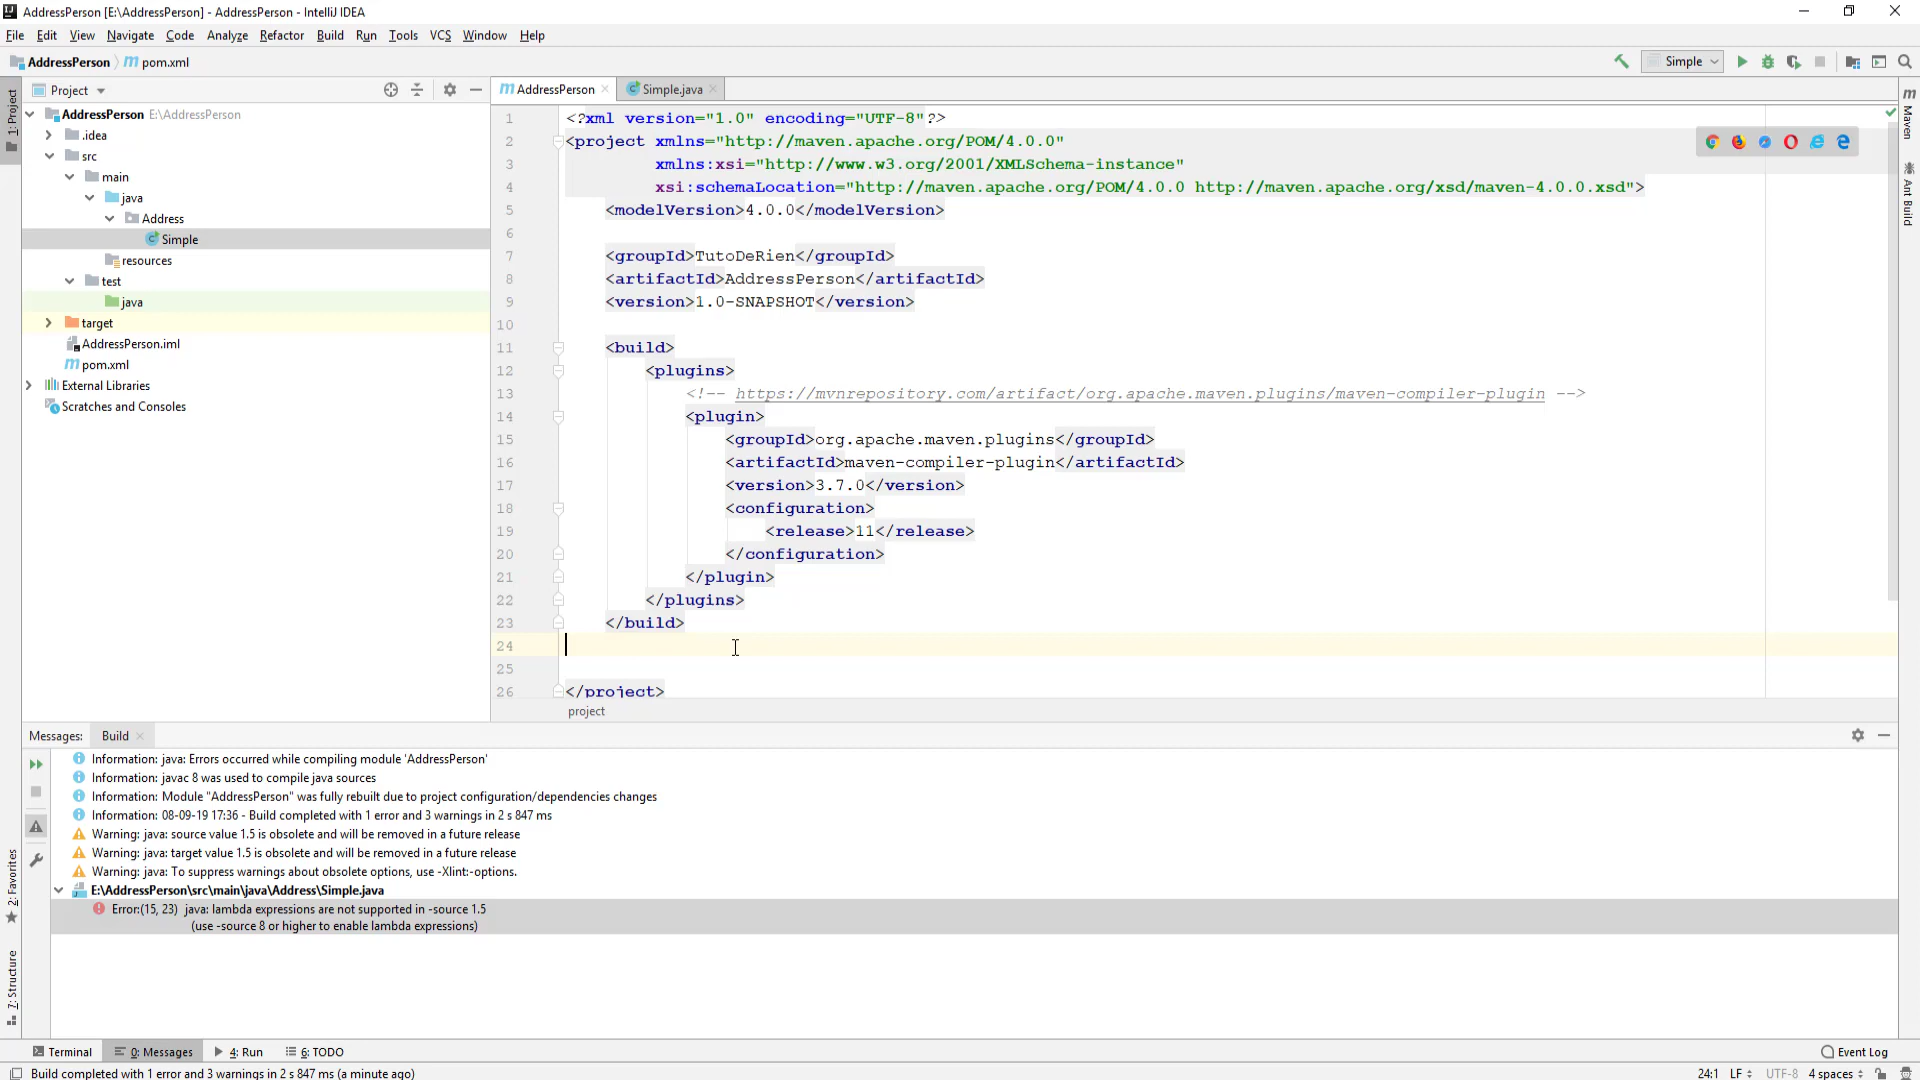 AddressPerson [E:\AddressPerson] - AddressPerson - IntelliJ IDEA
File Edit View Navigate Code Analyze Refactor Build Run Tools VCS Window Help
AddressPerson pom.xml
Simple
1: Project
Project
AddressPerson E:\AddressPerson
.idea
src
main
java
Address
Simple
resources
test
java
target
AddressPerson.iml
pom.xml
External Libraries
Scratches and Consoles
AddressPerson Simple.java
1 <?xml version="1.0" encoding="UTF-8"?>
2 <project xmlns="http://maven.apache.org/POM/4.0.0"
3 xmlns:xsi="http://www.w3.org/2001/XMLSchema-instance"
4 xsi:schemaLocation="http://maven.apache.org/POM/4.0.0 http://maven.apache.org/xsd/maven-4.0.0.xsd">
5 <modelVersion>4.0.0</modelVersion>
6
7 <groupId>TutoDeRien</groupId>
8 <artifactId>AddressPerson</artifactId>
9 <version>1.0-SNAPSHOT</version>
10
11 <build>
12 <plugins>
13 <!-- https://mvnrepository.com/artifact/org.apache.maven.plugins/maven-compiler-plugin -->
14 <plugin>
15 <groupId>org.apache.maven.plugins</groupId>
16 <artifactId>maven-compiler-plugin</artifactId>
17 <version>3.7.0</version>
18 <configuration>
19 <release>11</release>
20 </configuration>
21 </plugin>
22 </plugins>
23 </build>
24
25
26 </project>
project
Maven
Ant Build
Messages: Build
Information: java: Errors occurred while compiling module 'AddressPerson'
Information: javac 8 was used to compile java sources
Information: Module "AddressPerson" was fully rebuilt due to project configuration/dependencies changes
Information: 08-09-19 17:36 - Build completed with 1 error and 3 warnings in 2 s 847 ms
Warning: java: source value 1.5 is obsolete and will be removed in a future release
Warning: java: target value 1.5 is obsolete and will be removed in a future release
Warning: java: To suppress warnings about obsolete options, use -Xlint:-options.
E:\AddressPerson\src\main\java\Address\Simple.java
Error:(15, 23) java: lambda expressions are not supported in -source 1.5
(use -source 8 or higher to enable lambda expressions)
2: Favorites
7: Structure
Terminal 0: Messages 4: Run 6: TODO Event Log
Build completed with 1 error and 3 warnings in 2 s 847 ms (a minute ago) 24:1 LF UTF-8 4 spaces